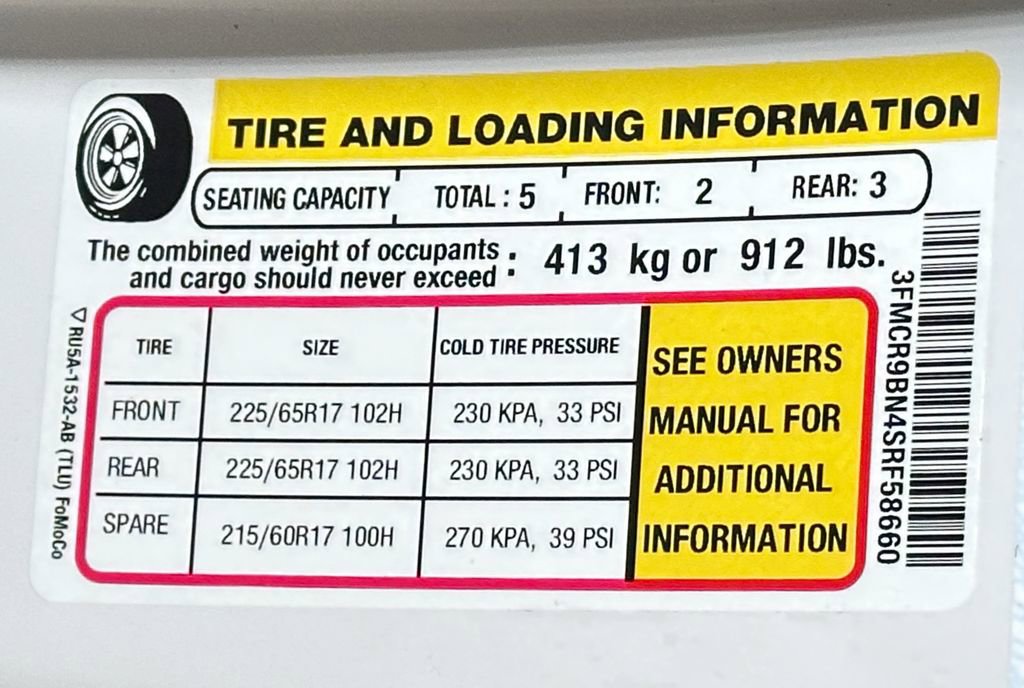 TIRE AND LOADING INFORMATION
SEATING CAPACITY TOTAL : 5 FRONT: 2 REAR: 3
The combined weight of occupants
and cargo should never exceed : 413 kg or 912 lbs.
TIRE SIZE COLD TIRE PRESSURE
FRONT 225/65R17 102H 230 KPA, 33 PSI
REAR 225/65R17 102H 230 KPA, 33 PSI
SPARE 215/60R17 100H 270 KPA, 39 PSI
SEE OWNERS
MANUAL FOR
ADDITIONAL
INFORMATION
3FMCR9BN4SRF58660
RU5A-1532-AB (TLU) FoMoCo